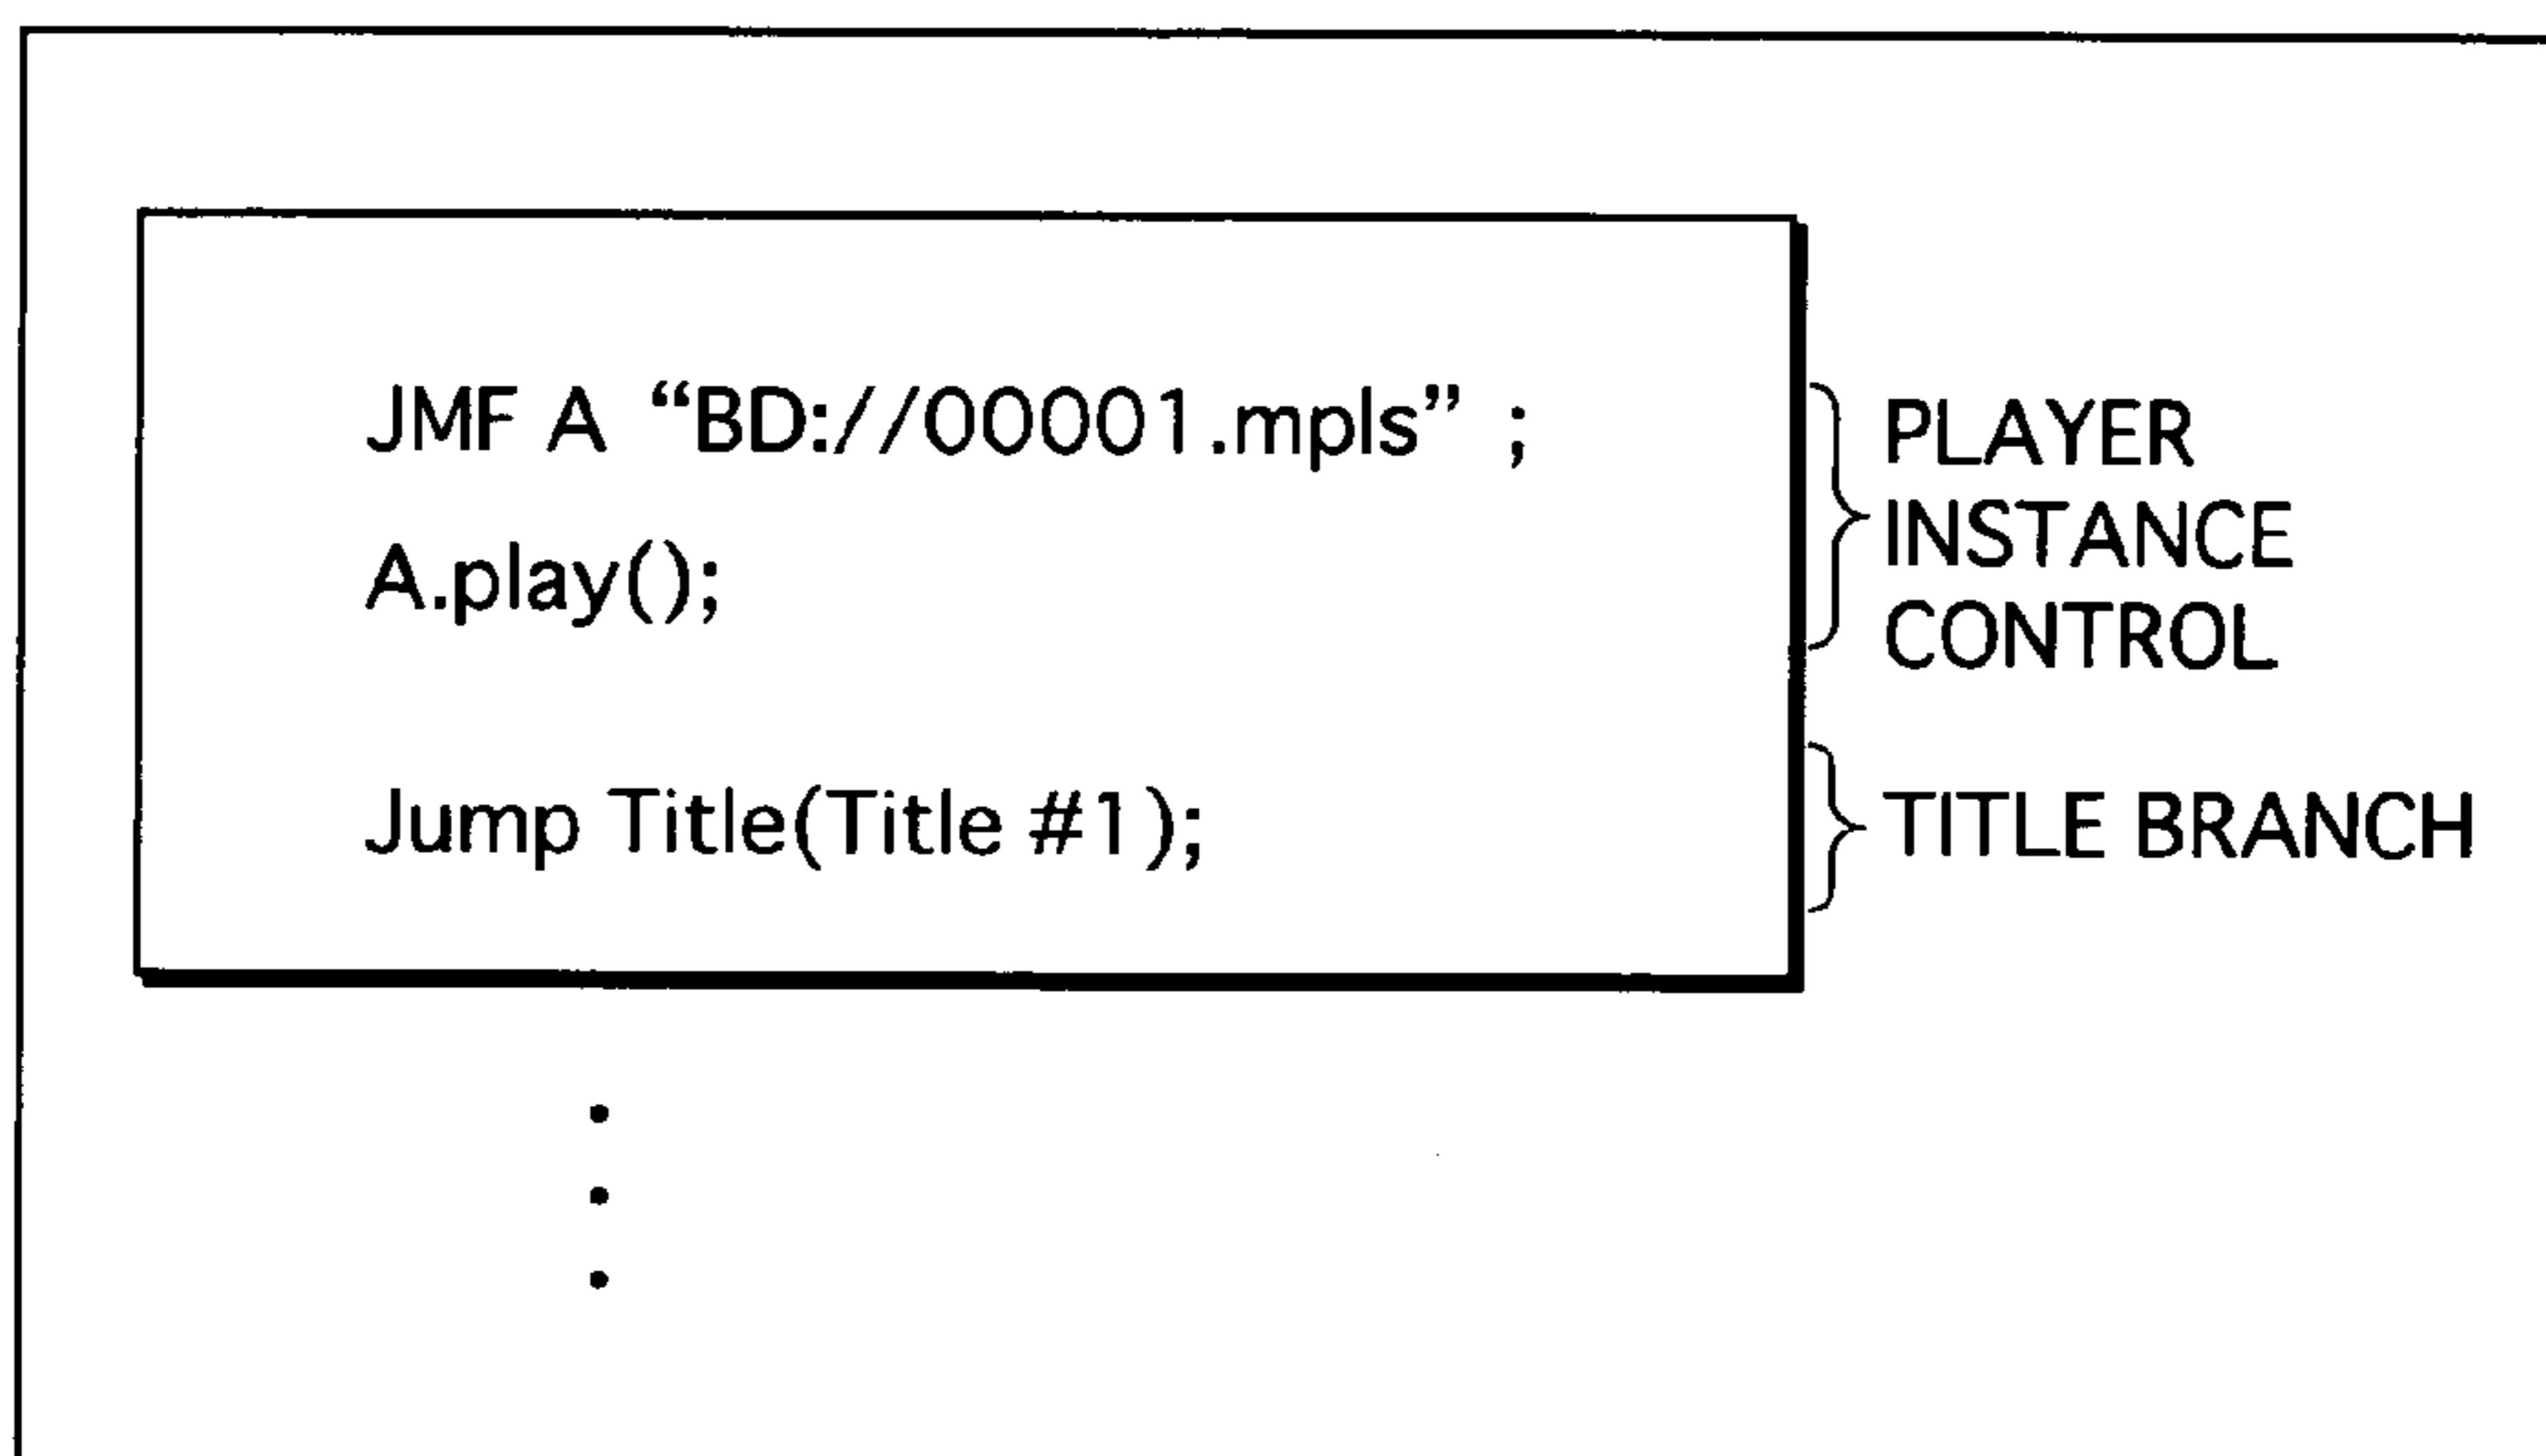 JMF A “BD://00001.mpls” ;
A.play();
Jump Title(Title #1);
PLAYER
INSTANCE
CONTROL
TITLE BRANCH